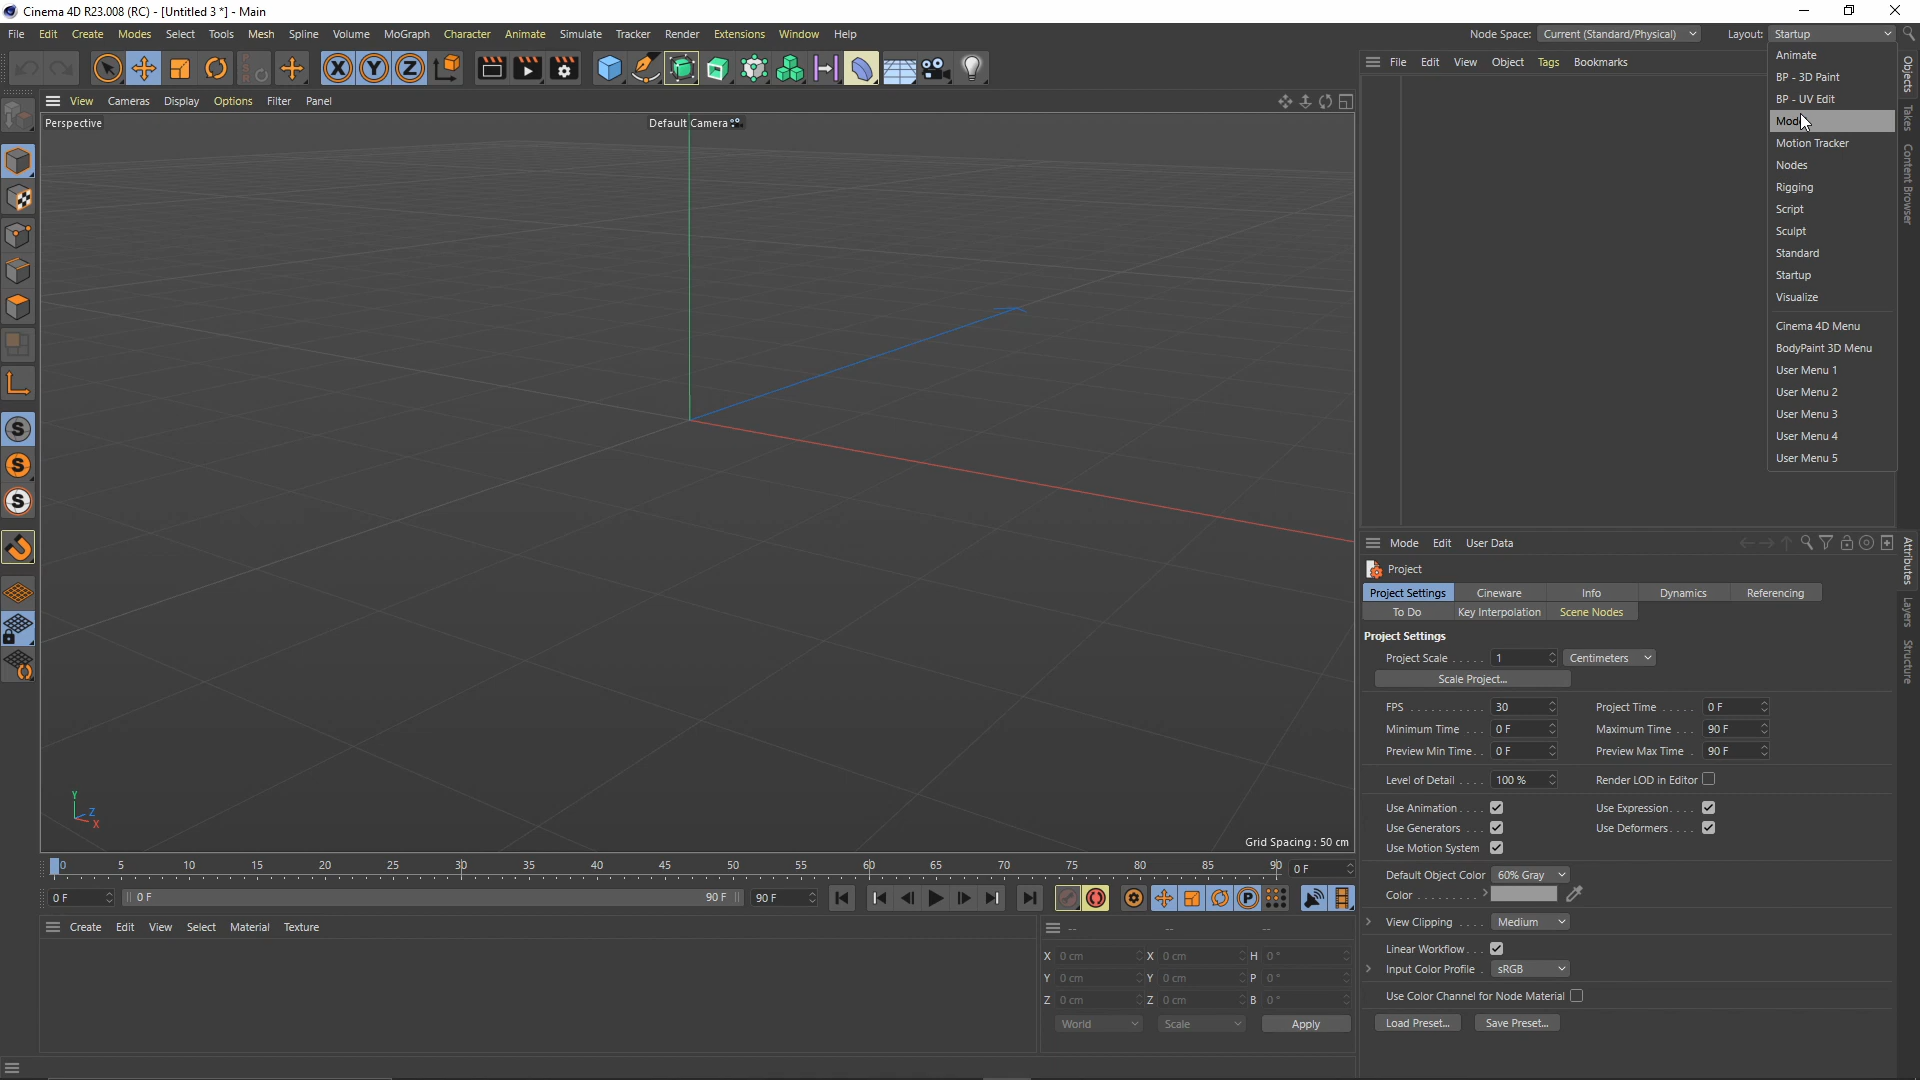 Cinema 4D R23.008 (RC) - [Untitled 3 *] - Main
File Edit Create Modes Select Tools Mesh Spline Volume MoGraph Character Animate Simulate Tracker Render Extensions Window Help
Node Space: Current (Standard/Physical) Layout: Startup
PSR
X Y Z
File Edit View Object Tags Bookmarks
View Cameras Display Options Filter Panel
Perspective
Default Camera
Animate
BP - 3D Paint
BP - UV Edit
Motion Tracker
Nodes
Rigging
Script
Sculpt
Standard
Startup
Visualize
Cinema 4D Menu
BodyPaint 3D Menu
User Menu 1
User Menu 2
User Menu 3
User Menu 4
User Menu 5
Objects
Takes
Content Browser
S
S
S
Y
Z
X
Grid Spacing : 50 cm
Mode Edit User Data
Project
Project Settings Cineware Info Dynamics Referencing
To Do Key Interpolation Scene Nodes
Project Settings
Project Scale . . . . . 1 Centimeters
Scale Project...
FPS . . . . . . . . . . . 30 Project Time . . . . . 0 F
Minimum Time . . . 0 F Maximum Time . . . 90 F
Preview Min Time . . 0 F Preview Max Time . 90 F
Level of Detail . . . . 100 % Render LOD in Editor
Use Animation . . . . Use Expression . . . .
Use Generators . . . Use Deformers . . . .
Use Motion System
Default Object Color 60% Gray
Color . . . . . . . . .
View Clipping . . . . Medium
Linear Workflow . .
Input Color Profile . sRGB
Use Color Channel for Node Material
Load Preset... Save Preset...
Attributes
Layers
Structure
0 5 10 15 20 25 30 35 40 45 50 55 60 65 70 75 80 85 90 0 F
0 F 0 F 90 F 90 F P
Create Edit View Select Material Texture
-- -- --
X 0 cm X 0 cm H 0 °
Y 0 cm Y 0 cm P 0 °
Z 0 cm Z 0 cm B 0 °
World Scale Apply